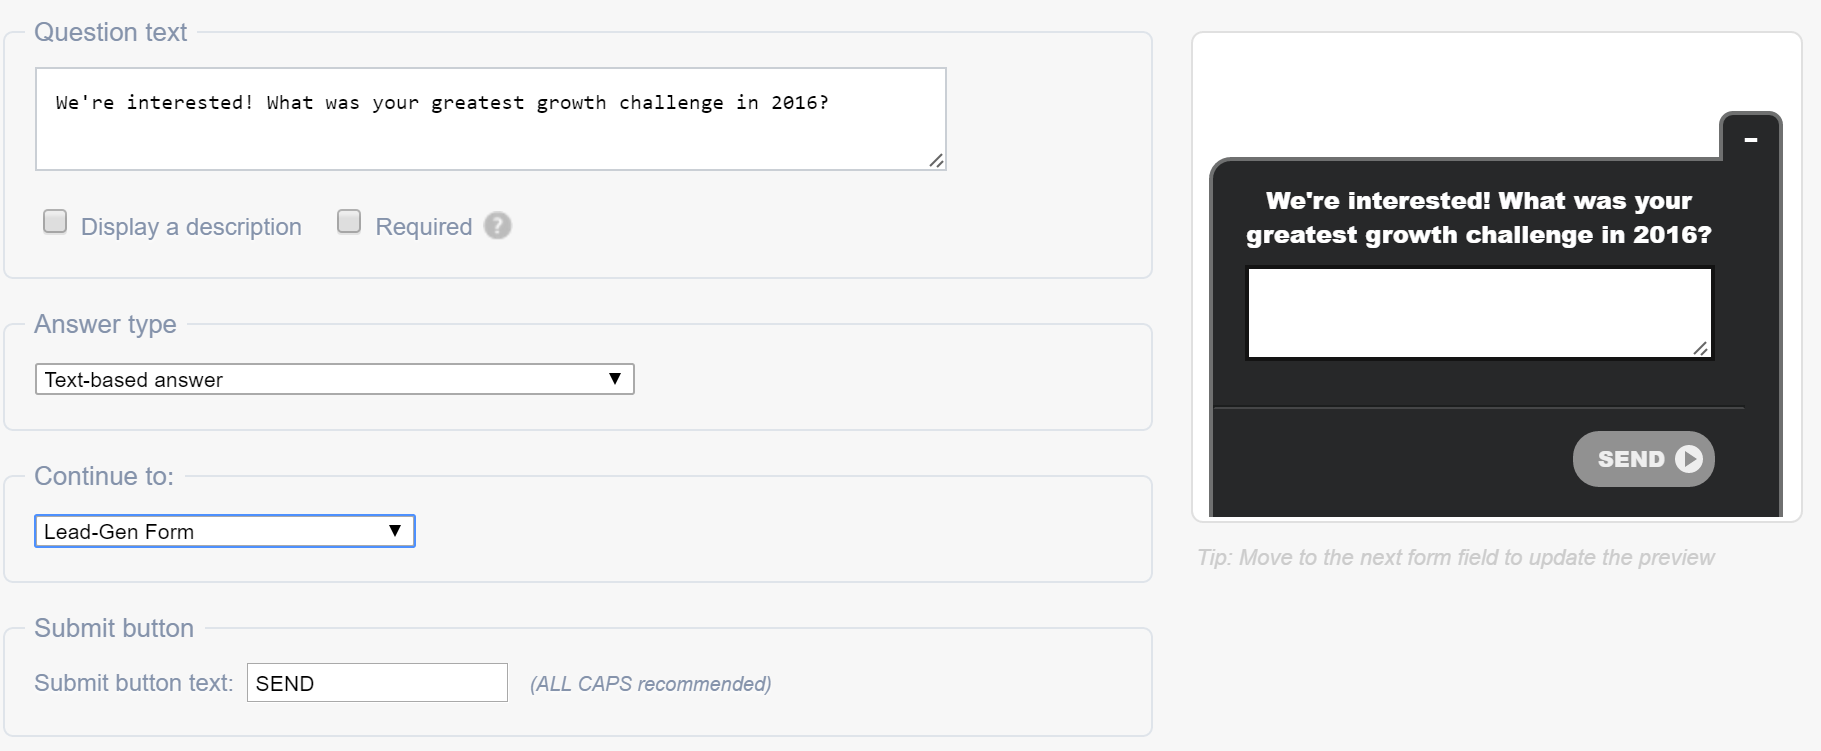 Question text
We're interested! What was your greatest growth challenge in 2016?
Display a description
Required ?
Answer type
Text-based answer
Continue to:
Lead-Gen Form
Submit button
Submit button text: SEND (ALL CAPS recommended)
We're interested! What was your
greatest growth challenge in 2016?
SEND
Tip: Move to the next form field to update the preview